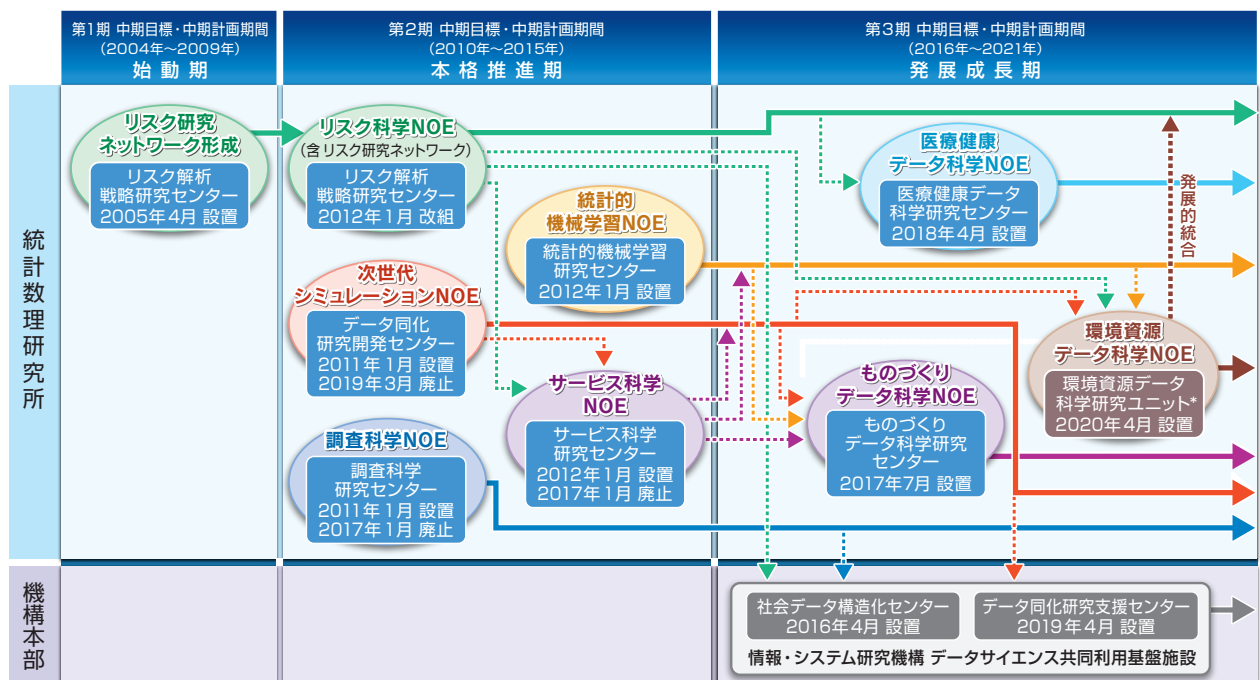 第1期 中期目標・中期計画期間
(2004年～2009年)
始動期
第2期 中期目標・中期計画期間
(2010年～2015年)
本格推進期
第3期 中期目標・中期計画期間
(2016年～2021年)
発展成長期
統計数理研究所
リスク研究
ネットワーク形成
リスク解析
戦略研究センター
2005年4月 設置
リスク科学NOE
(含 リスク研究ネットワーク)
リスク解析
戦略研究センター
2012年1月 改組
統計的
機械学習NOE
統計的機械学習
研究センター
2012年1月 設置
次世代
シミュレーションNOE
データ同化
研究開発センター
2011年1月 設置
2019年3月 廃止
サービス科学
NOE
サービス科学
研究センター
2012年1月 設置
2017年1月 廃止
調査科学NOE
調査科学
研究センター
2011年1月 設置
2017年1月 廃止
医療健康
データ科学NOE
医療健康データ
科学研究センター
2018年4月 設置
発展的統合
環境資源
データ科学NOE
環境資源データ
科学研究ユニット*
2020年4月 設置
ものづくり
データ科学NOE
ものづくり
データ科学研究
センター
2017年7月 設置
機構本部
社会データ構造化センター
2016年4月 設置
データ同化研究支援センター
2019年4月 設置
情報・システム研究機構 データサイエンス共同利用基盤施設